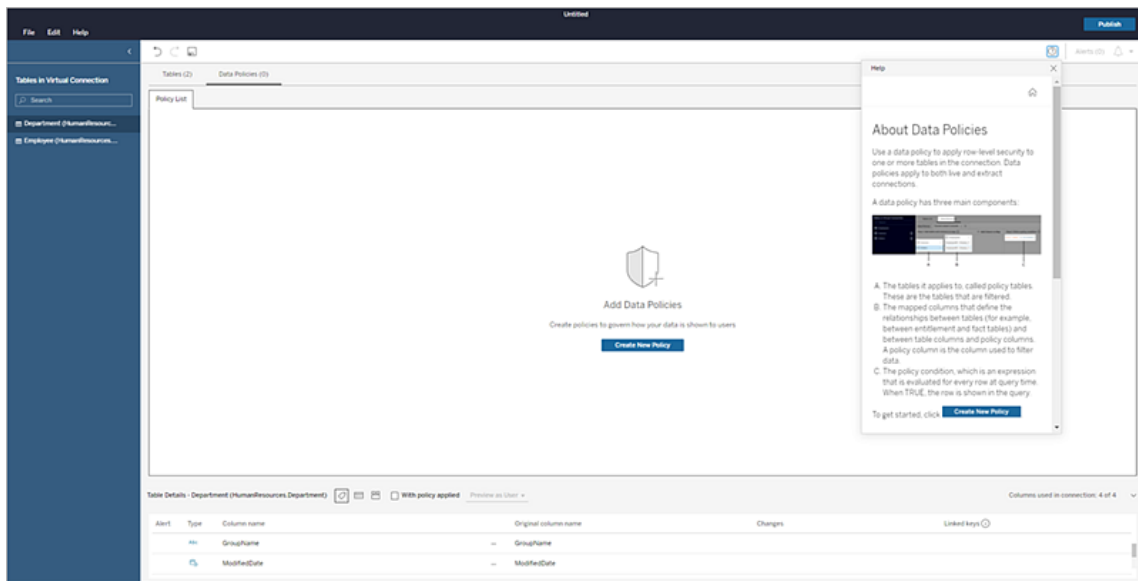 Untitled
File Edit Help
Publish
Alerts (0)
Tables in Virtual Connection
Search
Department (HumanResourc...
Employee (HumanResources....
Tables (2) Data Policies (0)
Policy List
Add Data Policies
Create policies to govern how your data is shown to users
Create New Policy
Help
About Data Policies
Use a data policy to apply row-level security to
one or more tables in the connection. Data
policies apply to both live and extract
connections.
A data policy has three main components:
A B C
A. The tables it applies to, called policy tables.
These are the tables that are filtered.
B. The mapped columns that define the
relationships between tables (for example,
between entitlement and fact tables) and
between table columns and policy columns.
A policy column is the column used to filter
data.
C. The policy condition, which is an expression
that is evaluated for every row at query time.
When TRUE, the row is shown in the query.
To get started, click Create New Policy
Table Details - Department (HumanResources.Department) With policy applied Preview as User Columns used in connection: 4 of 4
Alert Type Column name Original column name Changes Linked keys
Abc GroupName GroupName
ModifiedDate ModifiedDate